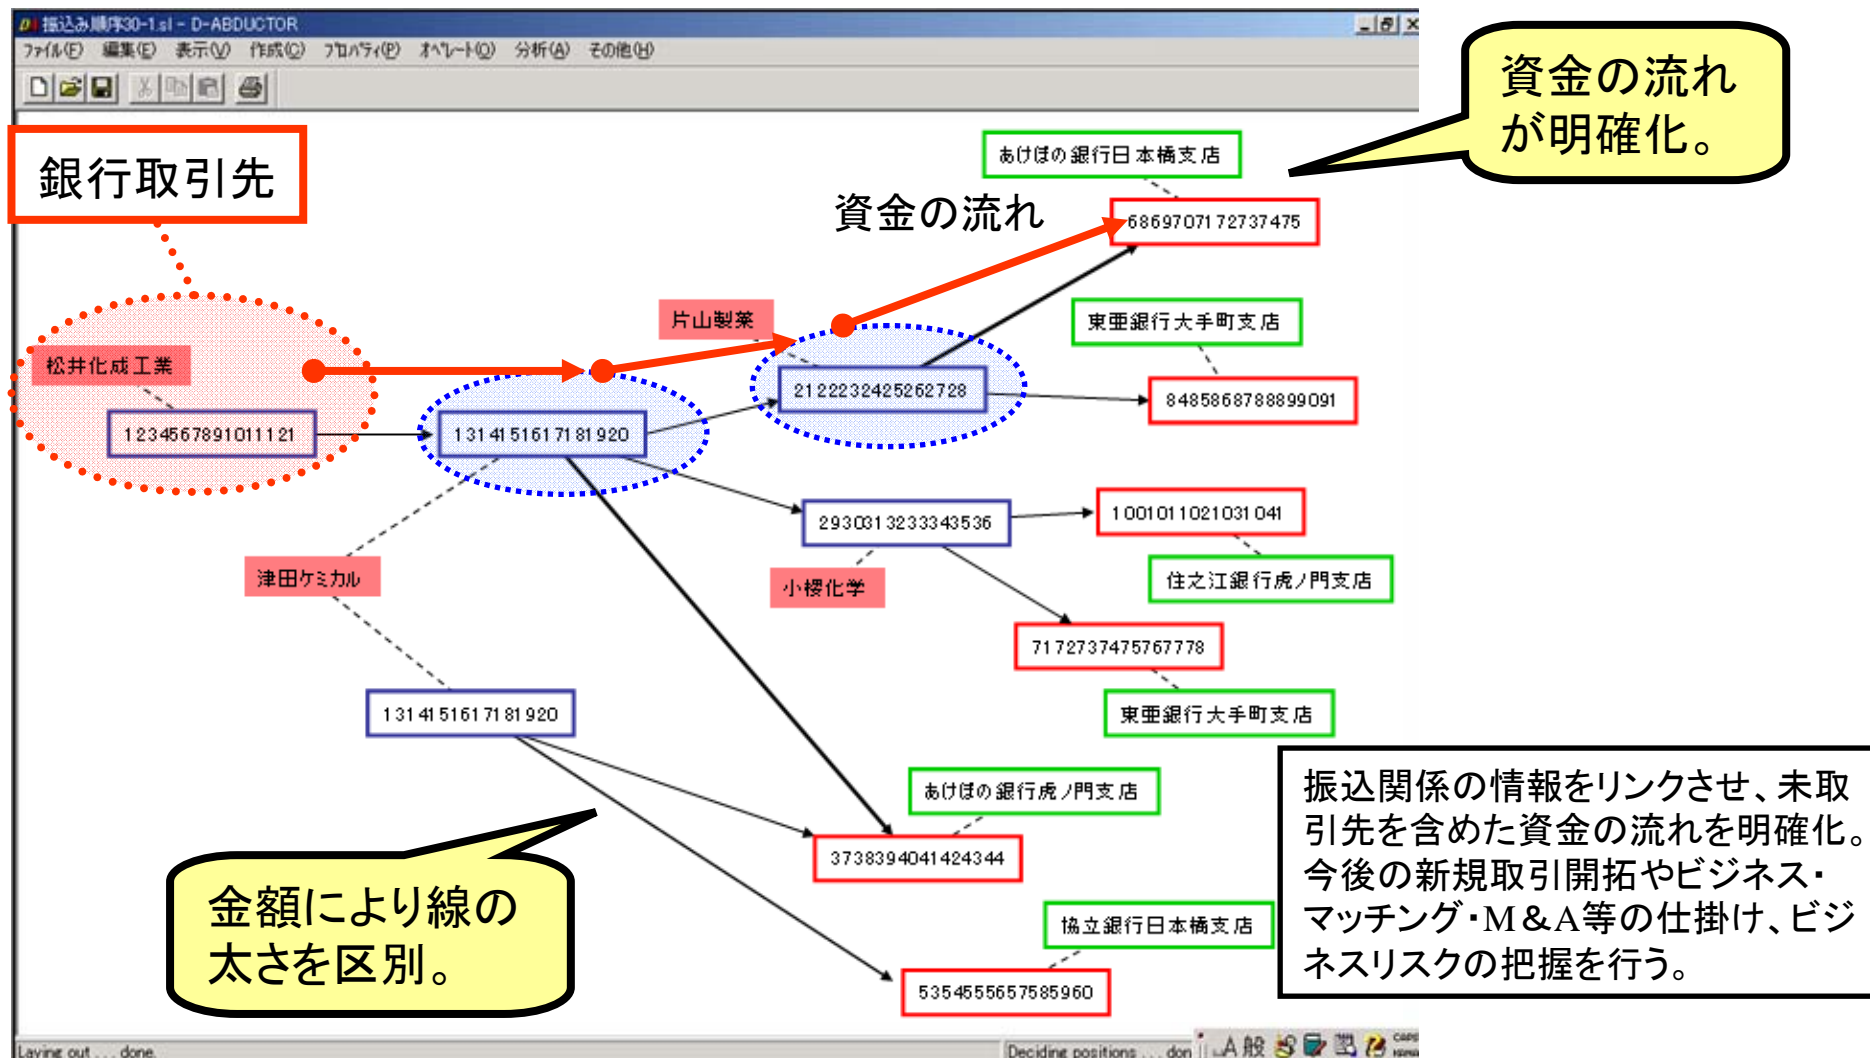 振込み順序30-1.sl - D-ABDUCTOR
ファイル(F) 編集(E) 表示(V) 作成(C) プロパティ(P) オペレート(O) 分析(A) その他(H)
資金の流れ
が明確化。
銀行取引先
あけぼの銀行日本橋支店
資金の流れ
6869707172737475
片山製薬
東亜銀行大手町支店
松井化成工業
2122232425262728
8485868788899091
1234567891011121
1314151617181920
2930313233343536
1001011021031041
津田ケミカル
小櫻化学
住之江銀行虎ノ門支店
7172737475767778
1314151617181920
東亜銀行大手町支店
あけぼの銀行虎ノ門支店
3738394041424344
振込関係の情報をリンクさせ、未取
引先を含めた資金の流れを明確化。
今後の新規取引開拓やビジネス・
マッチング・M&A等の仕掛け、ビジ
ネスリスクの把握を行う。
金額により線の
太さを区別。
協立銀行日本橋支店
5354555657585960
Laying out . . . done.
Deciding positions . . . don
A 般